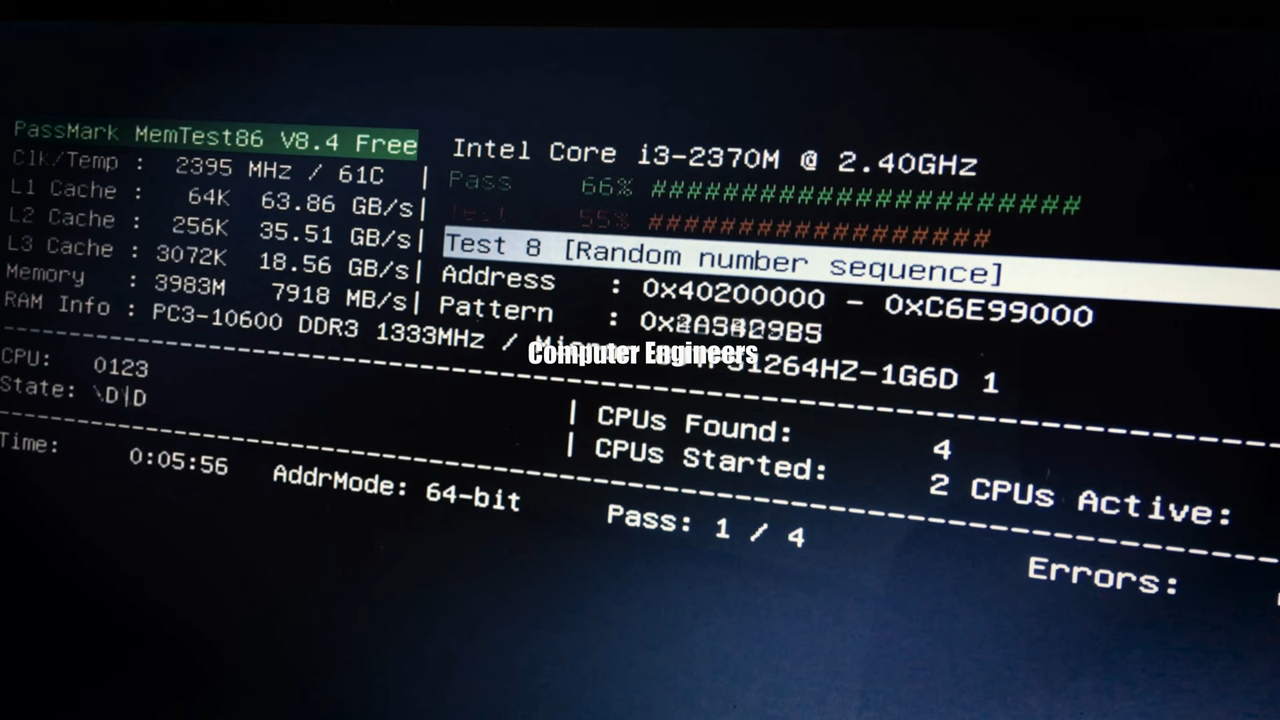 PassMark MemTest86 V8.4 Free
Intel Core i3-2370M @ 2.40GHz
Clk/Temp : 2395 MHz / 61C |
Pass 66% #####################
L1 Cache : 64K 63.86 GB/s|
Test 55% #################
L2 Cache : 256K 35.51 GB/s|
Test 8 [Random number sequence]
L3 Cache : 3072K 18.56 GB/s|
Address : 0x40200000 - 0xC6E99000
Memory : 3983M 7918 MB/s|
Pattern :
RAM Info : PC3-10600 DDR3 1333MHz /
Computer Engineers
CPU: 0123
| CPUs Found: 4
State: \D|D
| CPUs Started: 2 CPUs Active:
Time: 0:05:56 AddrMode: 64-bit Pass: 1 / 4 Errors: